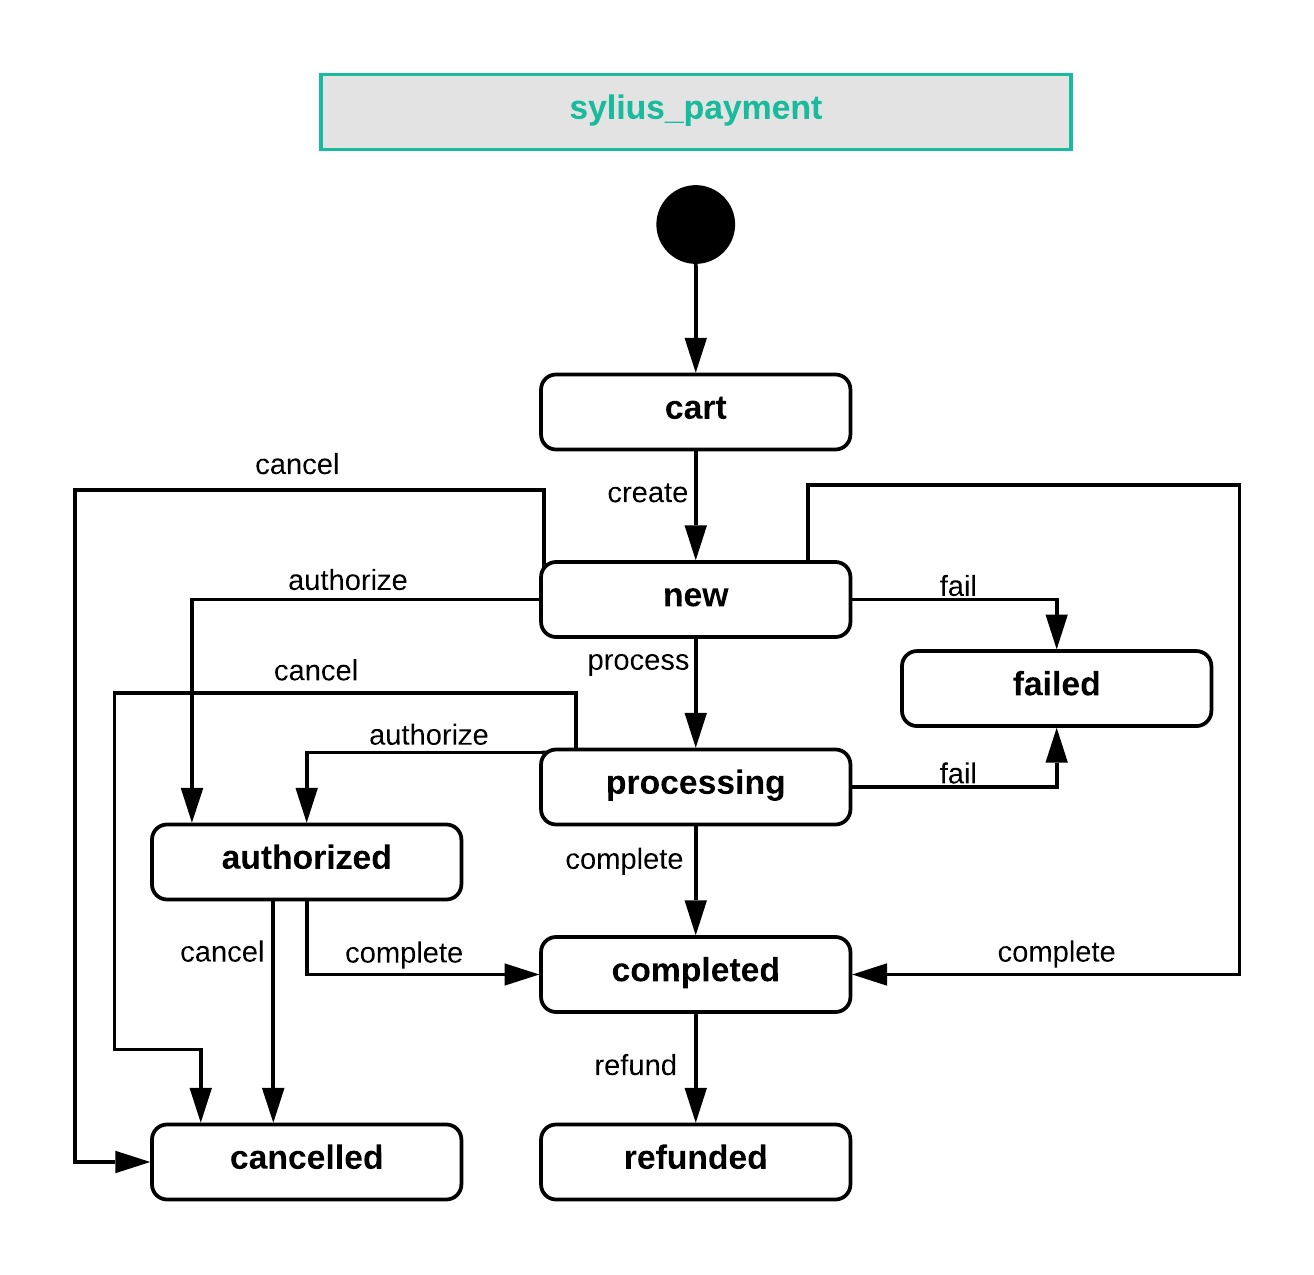 sylius_payment
cart
cancel
create
authorize
new
fail
process
cancel
failed
authorize
processing
fail
authorized
complete
cancel
complete
completed
complete
refund
cancelled
refunded